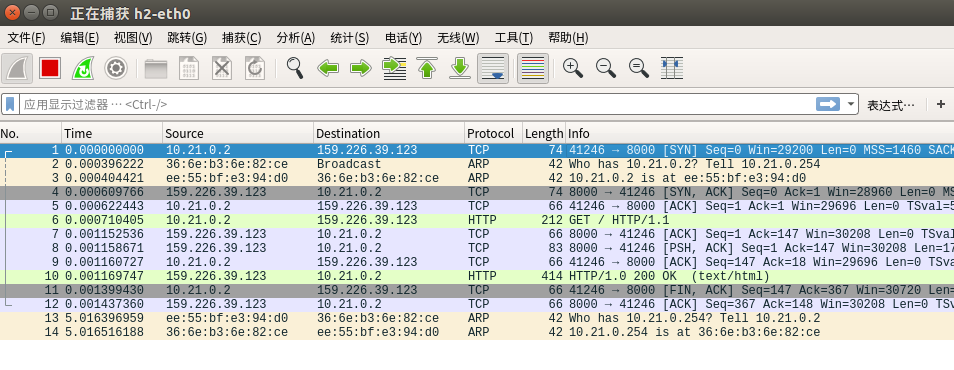 正在捕获 h2-eth0
文件(F) 编辑(E) 视图(V) 跳转(G) 捕获(C) 分析(A) 统计(S) 电话(Y) 无线(W) 工具(T) 帮助(H)
应用显示过滤器 … <Ctrl-/> 表达式… +
No. Time Source Destination Protocol Length Info
1 0.000000000 10.21.0.2 159.226.39.123 TCP 74 41246 → 8000 [SYN] Seq=0 Win=29200 Len=0 MSS=1460 SACK
2 0.000396222 36:6e:b3:6e:82:ce Broadcast ARP 42 Who has 10.21.0.2? Tell 10.21.0.254
3 0.000404421 ee:55:bf:e3:94:d0 36:6e:b3:6e:82:ce ARP 42 10.21.0.2 is at ee:55:bf:e3:94:d0
4 0.000609766 159.226.39.123 10.21.0.2 TCP 74 8000 → 41246 [SYN, ACK] Seq=0 Ack=1 Win=28960 Len=0 MS
5 0.000622443 10.21.0.2 159.226.39.123 TCP 66 41246 → 8000 [ACK] Seq=1 Ack=1 Win=29696 Len=0 TSval=5
6 0.000710405 10.21.0.2 159.226.39.123 HTTP 212 GET / HTTP/1.1
7 0.001152536 159.226.39.123 10.21.0.2 TCP 66 8000 → 41246 [ACK] Seq=1 Ack=147 Win=30208 Len=0 TSva
8 0.001158671 159.226.39.123 10.21.0.2 TCP 83 8000 → 41246 [PSH, ACK] Seq=1 Ack=147 Win=30208 Len=17
9 0.001160727 10.21.0.2 159.226.39.123 TCP 66 41246 → 8000 [ACK] Seq=147 Ack=18 Win=29696 Len=0 TSva
10 0.001169747 159.226.39.123 10.21.0.2 HTTP 414 HTTP/1.0 200 OK (text/html)
11 0.001399430 10.21.0.2 159.226.39.123 TCP 66 41246 → 8000 [FIN, ACK] Seq=147 Ack=367 Win=30720 Len=
12 0.001437360 159.226.39.123 10.21.0.2 TCP 66 8000 → 41246 [ACK] Seq=367 Ack=148 Win=30208 Len=0 TSv
13 5.016396959 ee:55:bf:e3:94:d0 36:6e:b3:6e:82:ce ARP 42 Who has 10.21.0.254? Tell 10.21.0.2
14 5.016516188 36:6e:b3:6e:82:ce ee:55:bf:e3:94:d0 ARP 42 10.21.0.254 is at 36:6e:b3:6e:82:ce